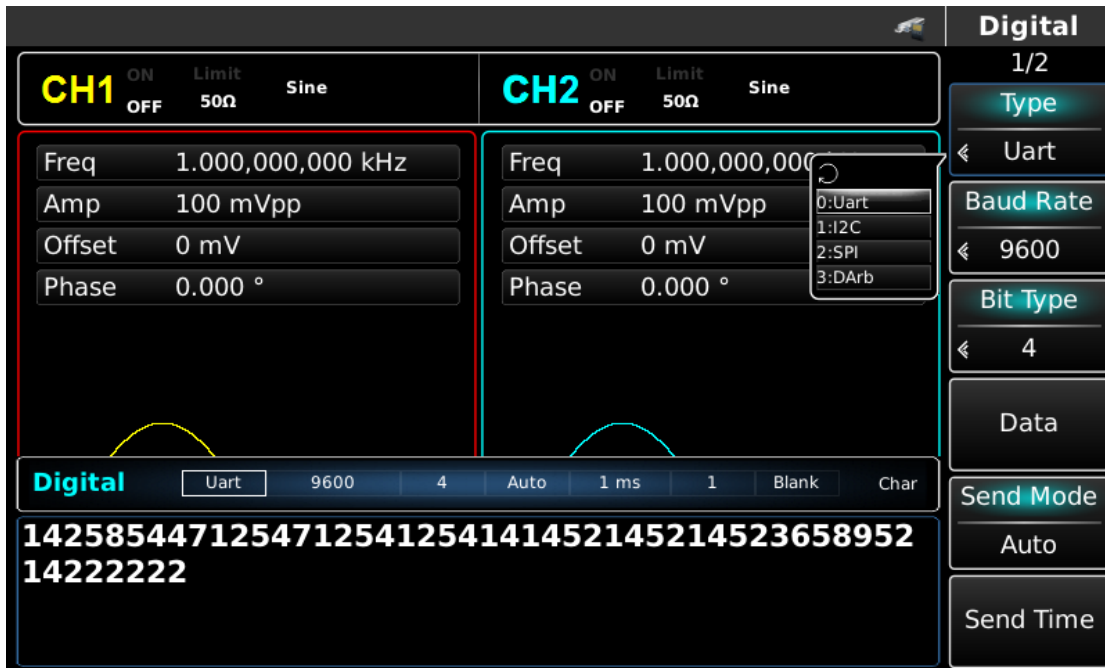 Digital
1/2
CH1 ON OFF Limit 50Ω Sine
CH2 ON OFF Limit 50Ω Sine
Freq 1.000,000,000 kHz
Amp 100 mVpp
Offset 0 mV
Phase 0.000 °
Freq 1.000,000,000
Amp 100 mVpp
Offset 0 mV
Phase 0.000 °
0:Uart
1:I2C
2:SPI
3:DArb
Type
Uart
Baud Rate
9600
Bit Type
4
Data
Send Mode
Auto
Send Time
Digital Uart 9600 4 Auto 1 ms 1 Blank Char
142585447125471254125414145214521452365895​2
14222222